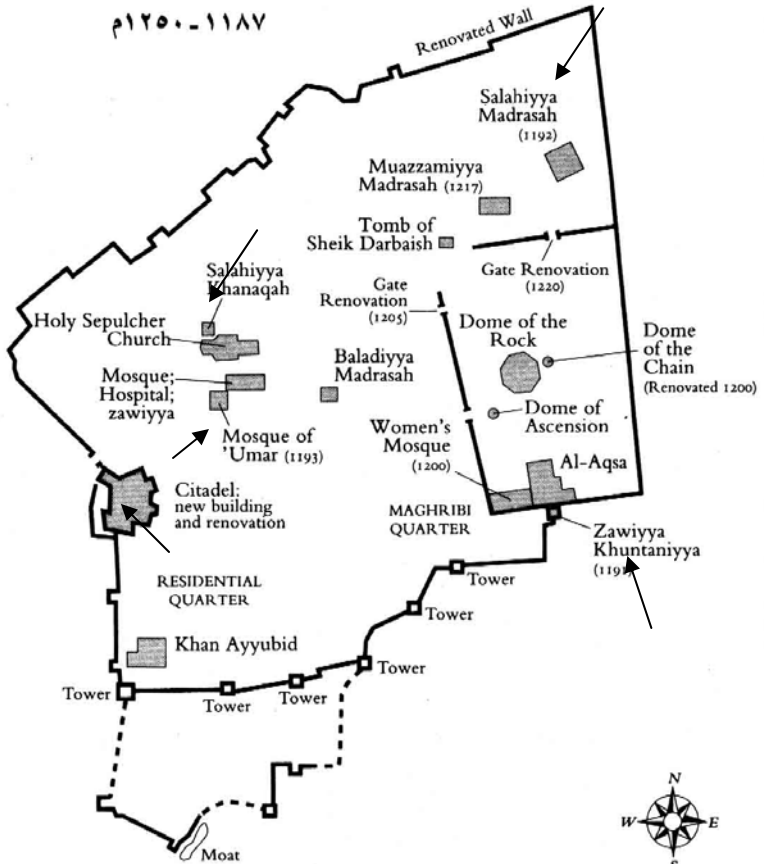 ١١٨٧-١٢٥٠م
Renovated Wall
Salahiyya
Madrasah
(1192)
Muazzamiyya
Madrasah (1217)
Tomb of
Sheik Darbaish
Gate Renovation
(1220)
Salahiyya
Khanaqah
Gate
Renovation
(1205)
Holy Sepulcher
Church
Dome of the
Rock
Dome
of the
Chain
(Renovated 1200)
Baladiyya
Madrasah
Mosque;
Hospital;
zawiyya
Dome of
Ascension
Mosque of
'Umar (1193)
Women's
Mosque
(1200)
Al-Aqsa
Citadel:
new building
and renovation
MAGHRIBI
QUARTER
Zawiyya
Khuntaniyya
(1191)
Tower
RESIDENTIAL
QUARTER
Tower
Khan Ayyubid
Tower
Tower
Tower
Tower
Moat
N
W E
S